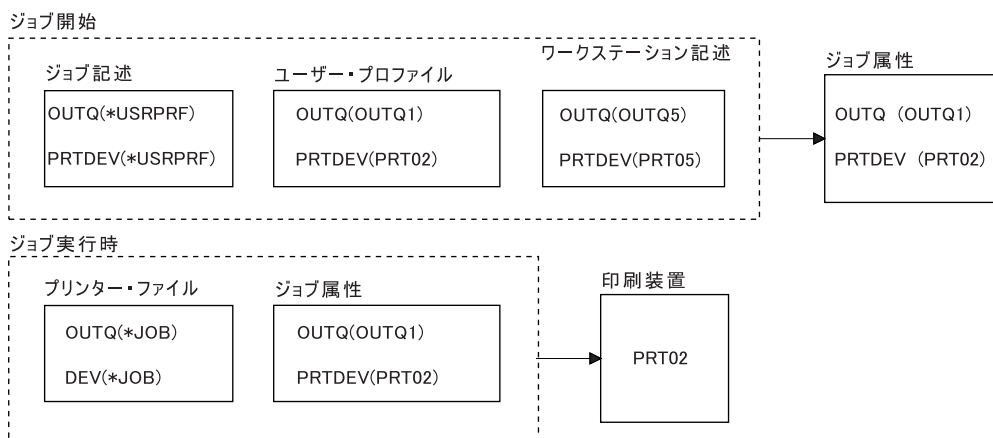 ジョブ開始
ジョブ記述
OUTQ(*USRPRF)
PRTDEV(*USRPRF)
ユーザー・プロファイル
OUTQ(OUTQ1)
PRTDEV(PRT02)
ワークステーション記述
OUTQ(OUTQ5)
PRTDEV(PRT05)
ジョブ属性
OUTQ (OUTQ1)
PRTDEV (PRT02)
ジョブ実行時
プリンター・ファイル
OUTQ(*JOB)
DEV(*JOB)
ジョブ属性
OUTQ(OUTQ1)
PRTDEV(PRT02)
印刷装置
PRT02